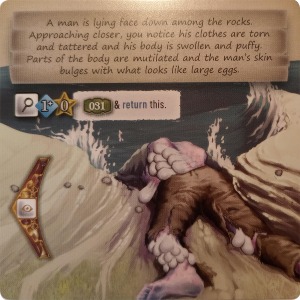 A man is lying face down among the rocks.
Approaching closer, you notice his clothes are torn
and tattered and his body is swollen and puffy.
Parts of the body are mutilated and the man's skin
bulges with what looks like large eggs.
1+ 0 031 & return this.